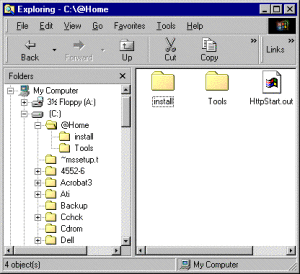 Exploring - C:\@Home
File Edit View Go Favorites Tools Help
Back Forward Up Cut Copy » Links »
Folders
My Computer
3½ Floppy (A:)
(C:)
@Home
install
Tools
~mssetup.t
4552-6
Acrobat3
Ati
Backup
Cchck
Cdrom
Dell
install Tools HttpStart.out
4 object(s) My Computer